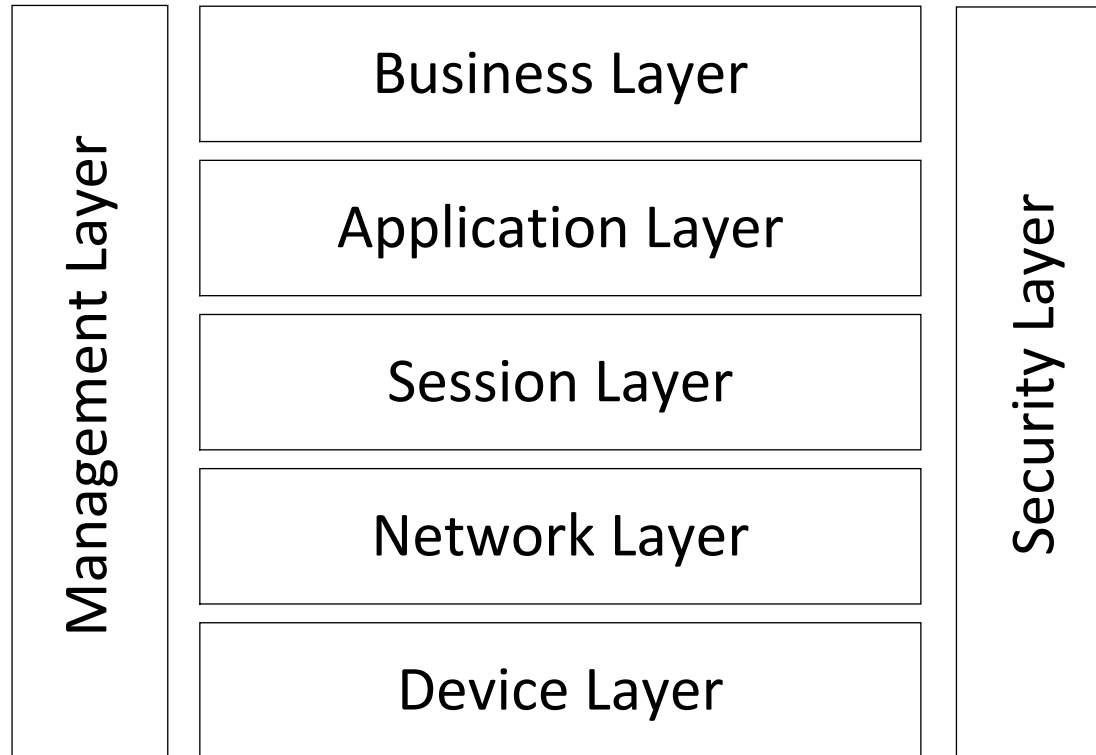 Management Layer
Business Layer
Application Layer
Session Layer
Network Layer
Device Layer
Security Layer